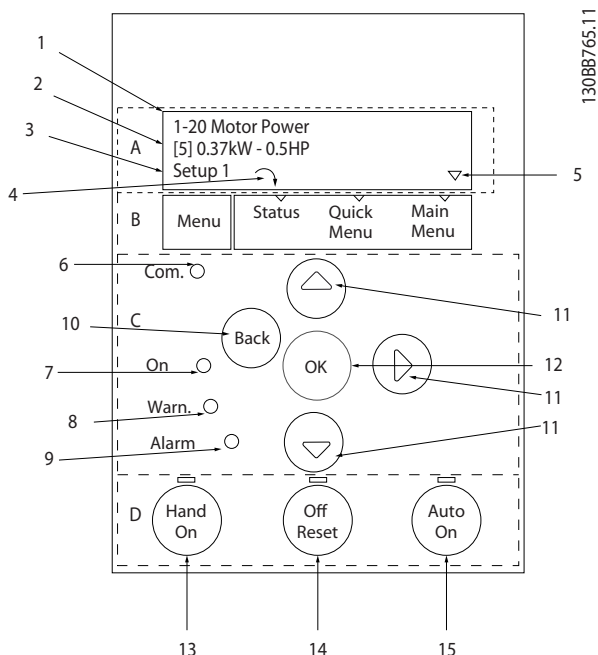 130BB765.11
1
2
3
4
A
1-20 Motor Power
[5] 0.37kW - 0.5HP
Setup 1
5
B
Menu
Status
Quick Menu
Main Menu
6
Com.
11
10
C
Back
OK
12
7
On
11
8
Warn.
11
9
Alarm
D
Hand On
Off Reset
Auto On
13
14
15